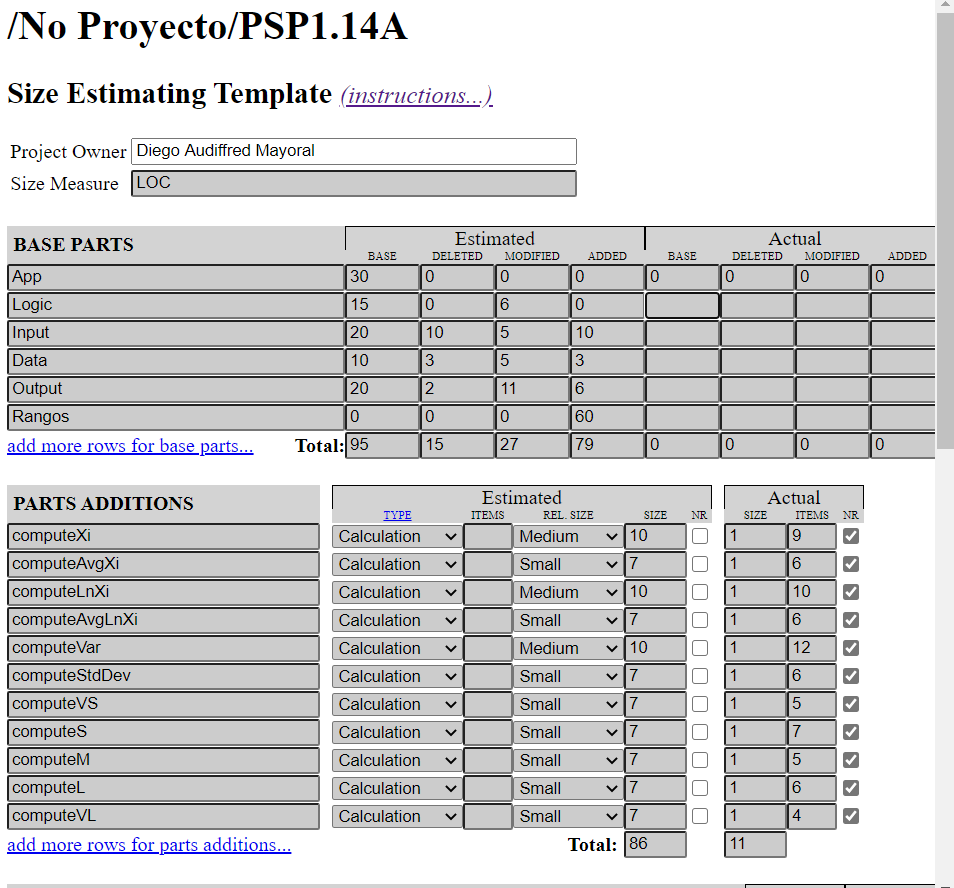 /No Proyecto/PSP1.14A
Size Estimating Template (instructions...)
Project Owner Diego Audiffred Mayoral
Size Measure LOC
BASE PARTS Estimated Actual
BASE DELETED MODIFIED ADDED BASE DELETED MODIFIED ADDED
App 30 0 0 0 0 0 0 0
Logic 15 0 6 0
Input 20 10 5 10
Data 10 3 5 3
Output 20 2 11 6
Rangos 0 0 0 60
add more rows for base parts... Total: 95 15 27 79 0 0 0 0
PARTS ADDITIONS Estimated Actual
TYPE ITEMS REL. SIZE SIZE NR SIZE ITEMS NR
computeXi Calculation Medium 10 1 9
computeAvgXi Calculation Small 7 1 6
computeLnXi Calculation Medium 10 1 10
computeAvgLnXi Calculation Small 7 1 6
computeVar Calculation Medium 10 1 12
computeStdDev Calculation Small 7 1 6
computeVS Calculation Small 7 1 5
computeS Calculation Small 7 1 7
computeM Calculation Small 7 1 5
computeL Calculation Small 7 1 6
computeVL Calculation Small 7 1 4
add more rows for parts additions... Total: 86 11